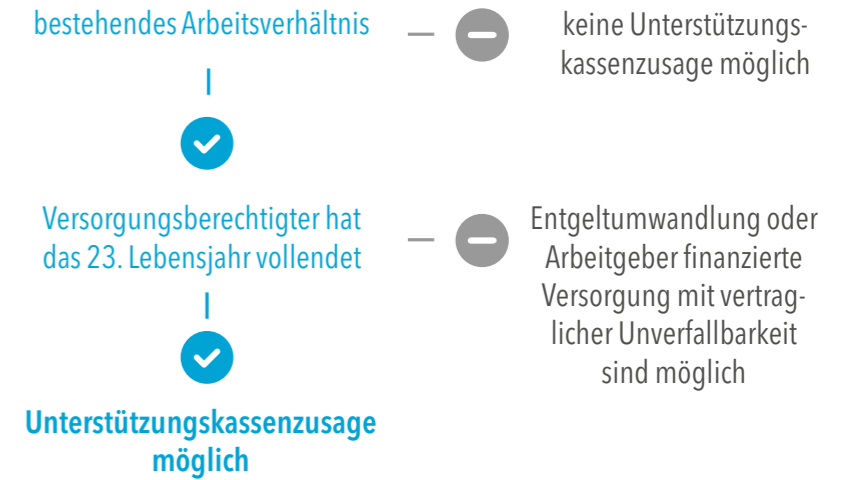 bestehendes Arbeitsverhältnis
keine Unterstützungs-
kassenzusage möglich
Versorgungsberechtigter hat
das 23. Lebensjahr vollendet
Entgeltumwandlung oder
Arbeitgeber finanzierte
Versorgung mit vertrag-
licher Unverfallbarkeit
sind möglich
Unterstützungskassenzusage
möglich